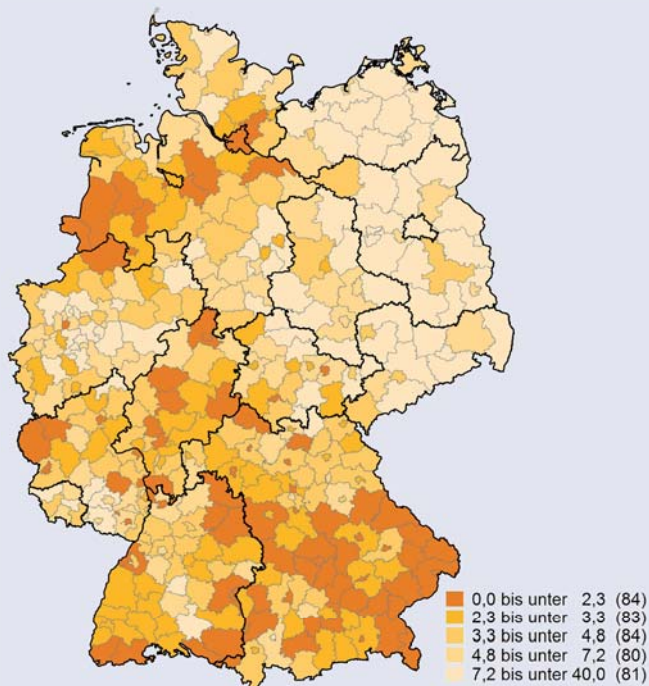 0,0 bis unter 2,3 (84)
2,3 bis unter 3,3 (83)
3,3 bis unter 4,8 (84)
4,8 bis unter 7,2 (80)
7,2 bis unter 40,0 (81)